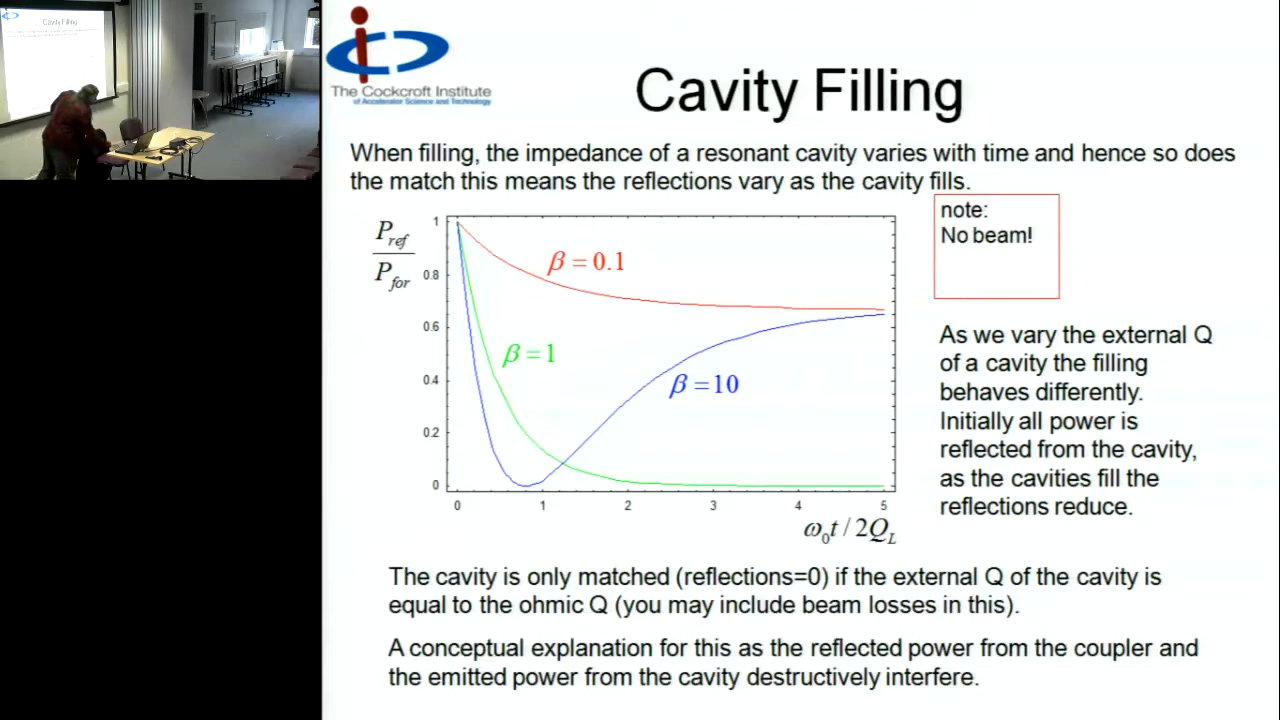 Cavity Filling
The Cockcroft Institute
of Accelerator Science and Technology
Cavity Filling
When filling, the impedance of a resonant cavity varies with time and hence so does
the match this means the reflections vary as the cavity fills.
note:
No beam!
P_ref
P_for
1
0.8
0.6
0.4
0.2
0
β = 0.1
β = 1
β = 10
0 1 2 3 4 5
ω₀t / 2Q_L
As we vary the external Q
of a cavity the filling
behaves differently.
Initially all power is
reflected from the cavity,
as the cavities fill the
reflections reduce.
The cavity is only matched (reflections=0) if the external Q of the cavity is
equal to the ohmic Q (you may include beam losses in this).
A conceptual explanation for this as the reflected power from the coupler and
the emitted power from the cavity destructively interfere.